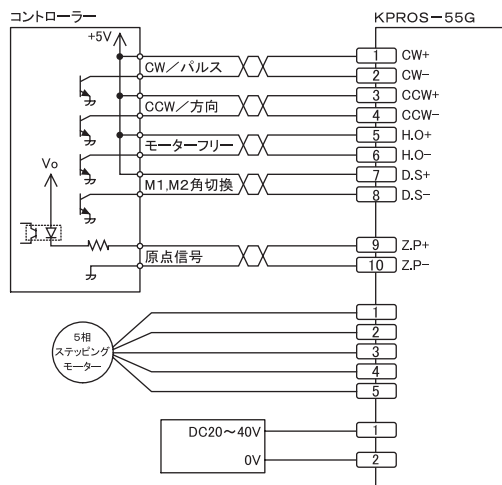 コントローラー
KPROS-55G
+5V
CW/パルス
1 CW+
2 CW-
CCW/方向
3 CCW+
4 CCW-
モーターフリー
5 H.O+
6 H.O-
Vo
M1,M2角切換
7 D.S+
8 D.S-
原点信号
9 Z.P+
10 Z.P-
5相
ステッピング
モーター
1
2
3
4
5
DC20~40V
1
0V
2